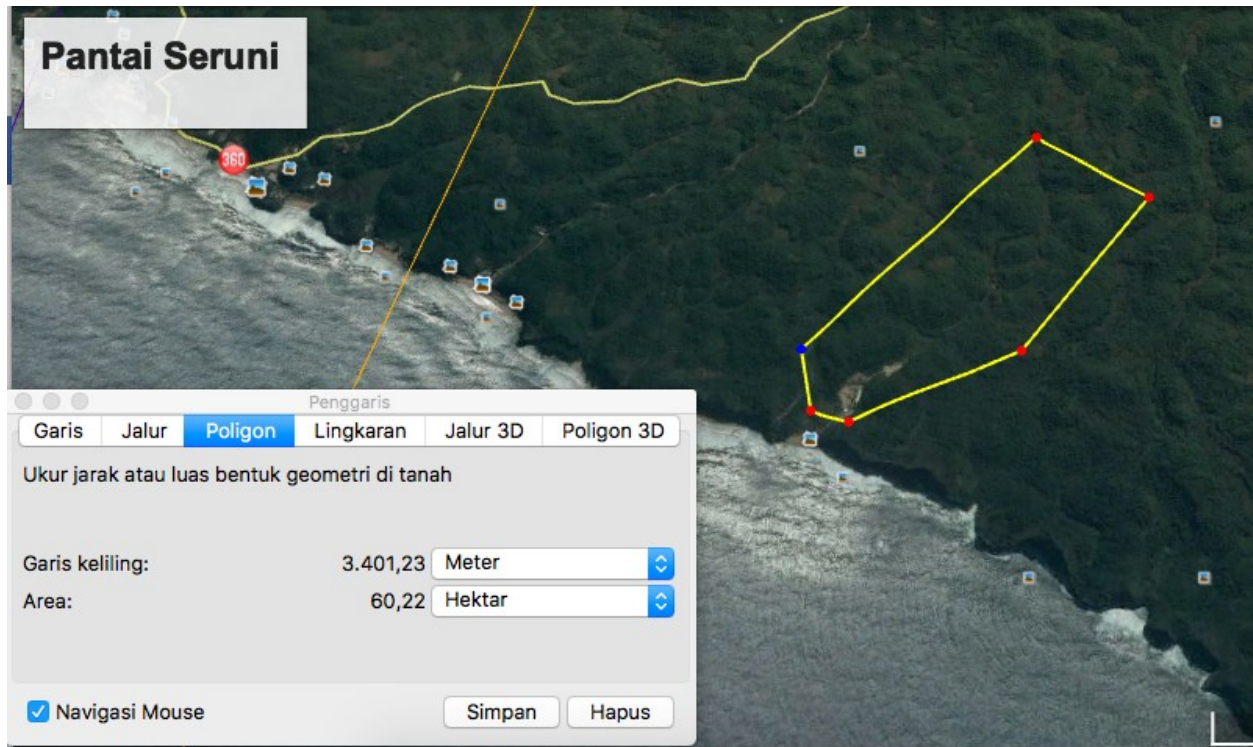 Pantai Seruni
360
Penggaris
Garis Jalur Poligon Lingkaran Jalur 3D Poligon 3D
Ukur jarak atau luas bentuk geometri di tanah
Garis keliling: 3.401,23 Meter
Area: 60,22 Hektar
Navigasi Mouse Simpan Hapus